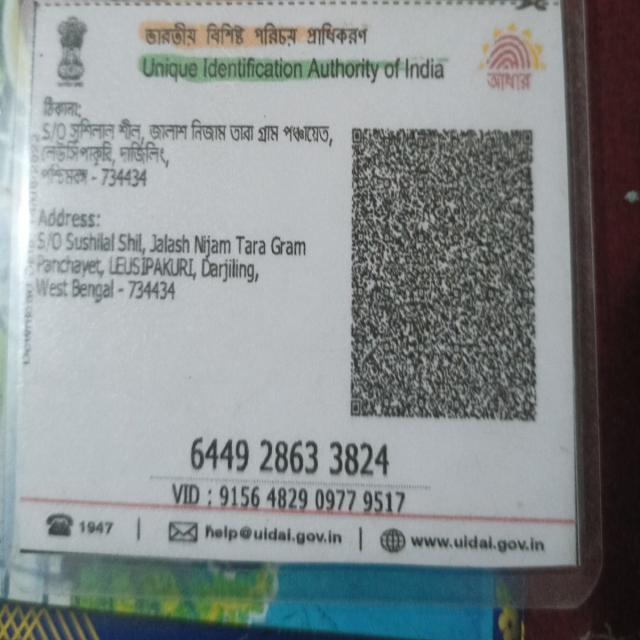 ভারতীয় বিশিষ্ট পরিচয় প্রাধিকরণ
Unique Identification Authority of India
আধার
ঠিকানা:
S/O সুশিলাল শীল, জালাশ নিজাম তারা গ্রাম পঞ্চায়েত,
লেউসিপাকুরি, দার্জিলিং,
পশ্চিমবঙ্গ - 734434
Address:
S/O Sushilal Shil, Jalash Nijam Tara Gram
Panchayet, LEUSIPAKURI, Darjiling,
West Bengal - 734434
6449 2863 3824
VID : 9156 4829 0977 9517
1947 | help@uidai.gov.in | www.uidai.gov.in